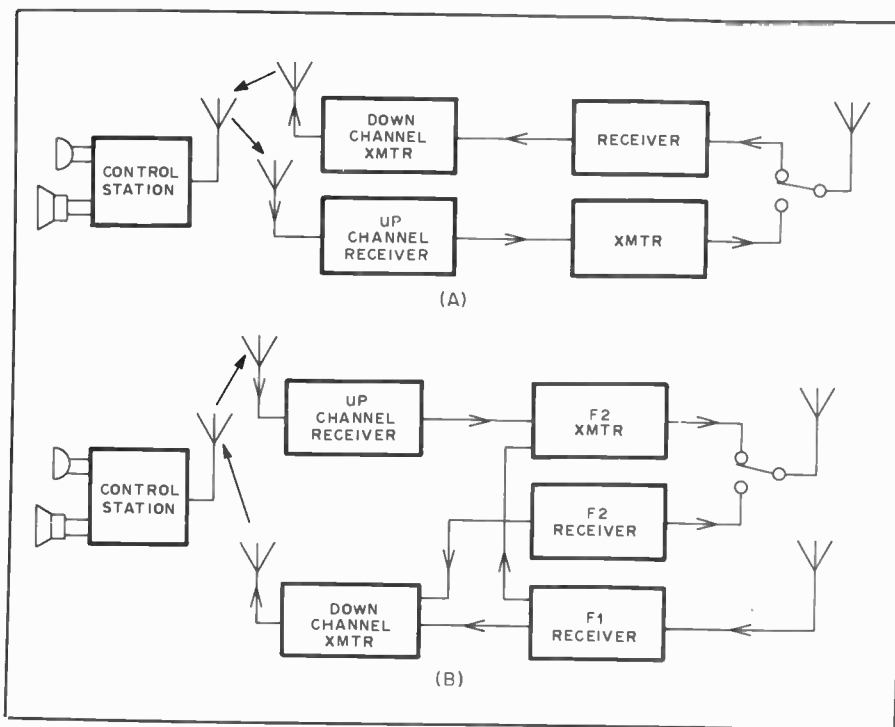 DOWN
CHANNEL
XMTR
RECEIVER
CONTROL
STATION
UP
CHANNEL
RECEIVER
XMTR
(A)
UP
CHANNEL
RECEIVER
F2
XMTR
CONTROL
STATION
F2
RECEIVER
DOWN
CHANNEL
XMTR
F1
RECEIVER
(B)